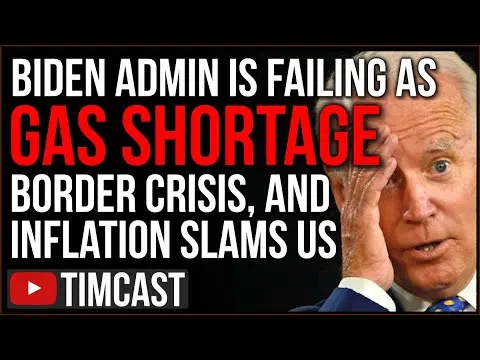 BIDEN ADMIN IS FAILING AS
GAS SHORTAGE
BORDER CRISIS, AND
INFLATION SLAMS US
TIMCAST